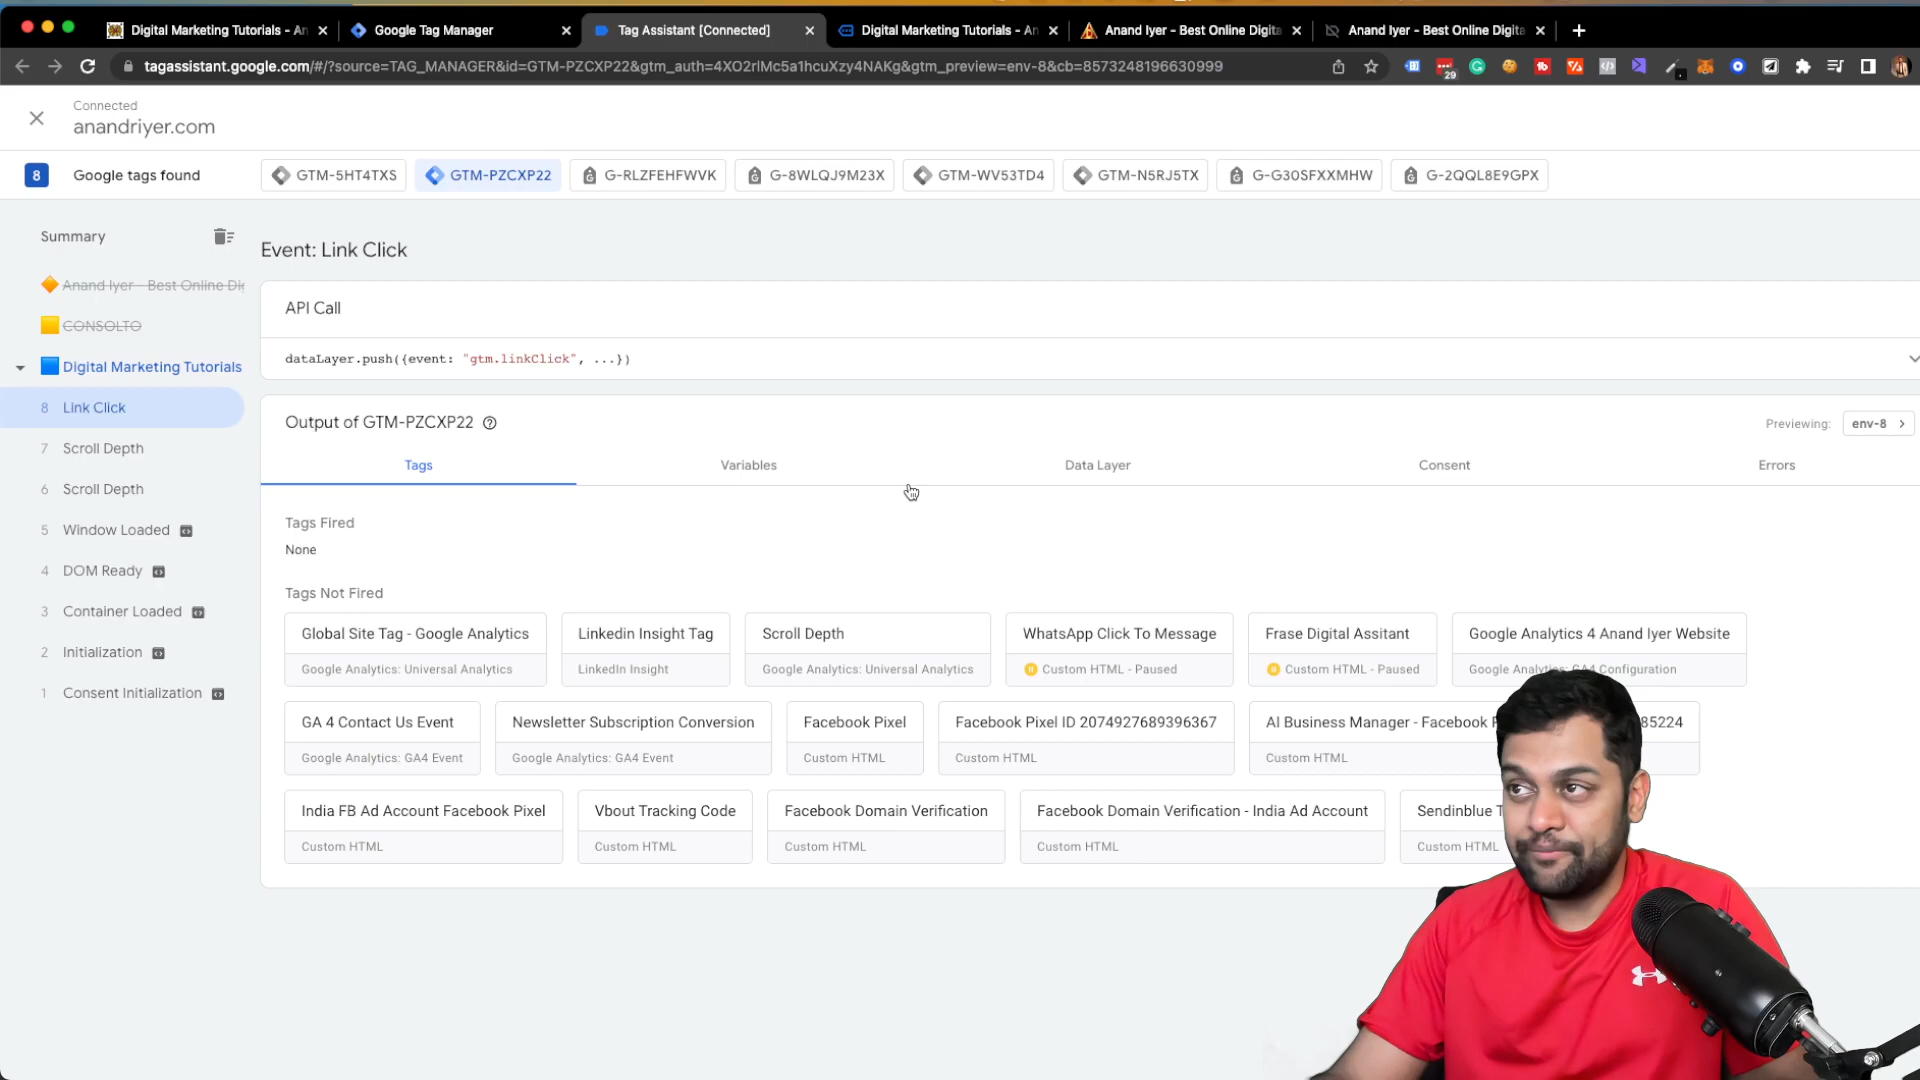 Digital Marketing Tutorials - An
Google Tag Manager
Tag Assistant [Connected]
Digital Marketing Tutorials - An
Anand Iyer - Best Online Digita
Anand Iyer - Best Online Digita
tagassistant.google.com/#/?source=TAG_MANAGER&id=GTM-PZCXP22&gtm_auth=4XO2rlMc5a1hcuXzy4NAKg&gtm_preview=env-8&cb=8573248196630999
29
Connected
anandriyer.com
8 Google tags found
GTM-5HT4TXS
GTM-PZCXP22
G-RLZFEHFWVK
G-8WLQJ9M23X
GTM-WV53TD4
GTM-N5RJ5TX
G-G30SFXXMHW
G-2QQL8E9GPX
Summary
Anand Iyer - Best Online Dig
CONSOLTO
Digital Marketing Tutorials
8 Link Click
7 Scroll Depth
6 Scroll Depth
5 Window Loaded
4 DOM Ready
3 Container Loaded
2 Initialization
1 Consent Initialization
Event: Link Click
API Call
dataLayer.push({event: "gtm.linkClick", ...})
Output of GTM-PZCXP22
Previewing: env-8
Tags
Variables
Data Layer
Consent
Errors
Tags Fired
None
Tags Not Fired
Global Site Tag - Google Analytics
Google Analytics: Universal Analytics
Linkedin Insight Tag
LinkedIn Insight
Scroll Depth
Google Analytics: Universal Analytics
WhatsApp Click To Message
Custom HTML - Paused
Frase Digital Assitant
Custom HTML - Paused
Google Analytics 4 Anand Iyer Website
Google Analytics: GA4 Configuration
GA 4 Contact Us Event
Google Analytics: GA4 Event
Newsletter Subscription Conversion
Google Analytics: GA4 Event
Facebook Pixel
Custom HTML
Facebook Pixel ID 2074927689396367
Custom HTML
AI Business Manager - Facebook 85224
Custom HTML
India FB Ad Account Facebook Pixel
Custom HTML
Vbout Tracking Code
Custom HTML
Facebook Domain Verification
Custom HTML
Facebook Domain Verification - India Ad Account
Custom HTML
Sendinblue
Custom HTML